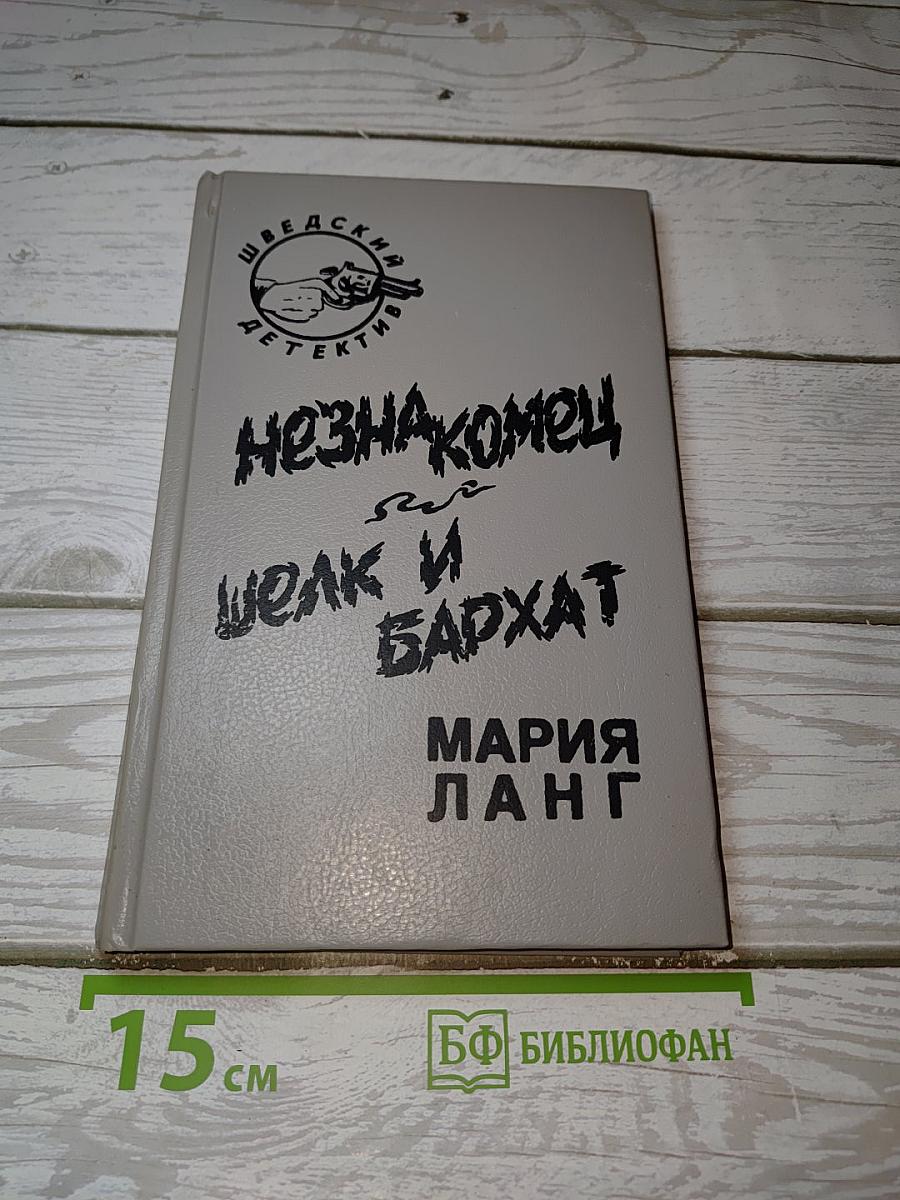 ШВЕДСКИЙ
ДЕТЕКТИВ
НЕЗНАКОМЕЦ
ШЕЛК И
БАРХАТ
МАРИЯ
ЛАНГ
15 см
БФ БИБЛИОФАН